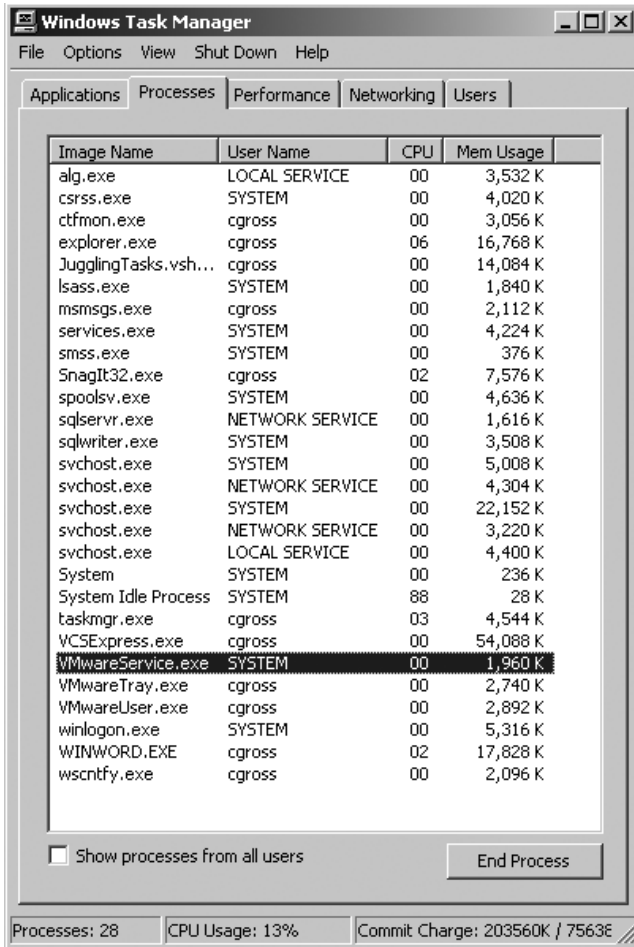 Windows Task Manager
File Options View Shut Down Help
Applications Processes Performance Networking Users
Image Name User Name CPU Mem Usage
alg.exe LOCAL SERVICE 00 3,532 K
csrss.exe SYSTEM 00 4,020 K
ctfmon.exe cgross 00 3,056 K
explorer.exe cgross 06 16,768 K
JugglingTasks.vsh... cgross 00 14,084 K
lsass.exe SYSTEM 00 1,840 K
msmsgs.exe cgross 00 2,112 K
services.exe SYSTEM 00 4,224 K
smss.exe SYSTEM 00 376 K
SnagIt32.exe cgross 02 7,576 K
spoolsv.exe SYSTEM 00 4,636 K
sqlservr.exe NETWORK SERVICE 00 1,616 K
sqlwriter.exe SYSTEM 00 3,508 K
svchost.exe SYSTEM 00 5,008 K
svchost.exe NETWORK SERVICE 00 4,304 K
svchost.exe SYSTEM 00 22,152 K
svchost.exe NETWORK SERVICE 00 3,220 K
svchost.exe LOCAL SERVICE 00 4,400 K
System SYSTEM 00 236 K
System Idle Process SYSTEM 88 28 K
taskmgr.exe cgross 03 4,544 K
VCSExpress.exe cgross 00 54,088 K
VMwareService.exe SYSTEM 00 1,960 K
VMwareTray.exe cgross 00 2,740 K
VMwareUser.exe cgross 00 2,892 K
winlogon.exe SYSTEM 00 5,316 K
WINWORD.EXE cgross 02 17,828 K
wscntfy.exe cgross 00 2,096 K
Show processes from all users End Process
Processes: 28 CPU Usage: 13% Commit Charge: 203560K / 75638